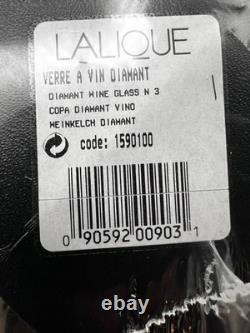 LALIQUE
VERRE A VIN DIAMANT
DIAMANT WINE GLASS N 3
COPA DIAMANT VINO
WEINKELCH DIAMANT
code: 1590100
0 90592 00903 1
ebay